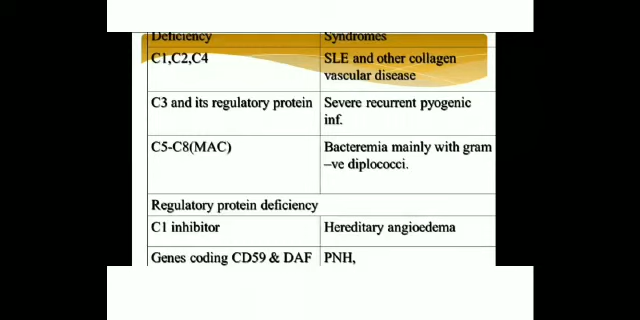 Deficiency Syndromes
C1,C2,C4 SLE and other collagen
vascular disease
C3 and its regulatory protein Severe recurrent pyogenic
inf.
C5-C8(MAC) Bacteremia mainly with gram
–ve diplococci.
Regulatory protein deficiency
C1 inhibitor Hereditary angioedema
Genes coding CD59 & DAF PNH,